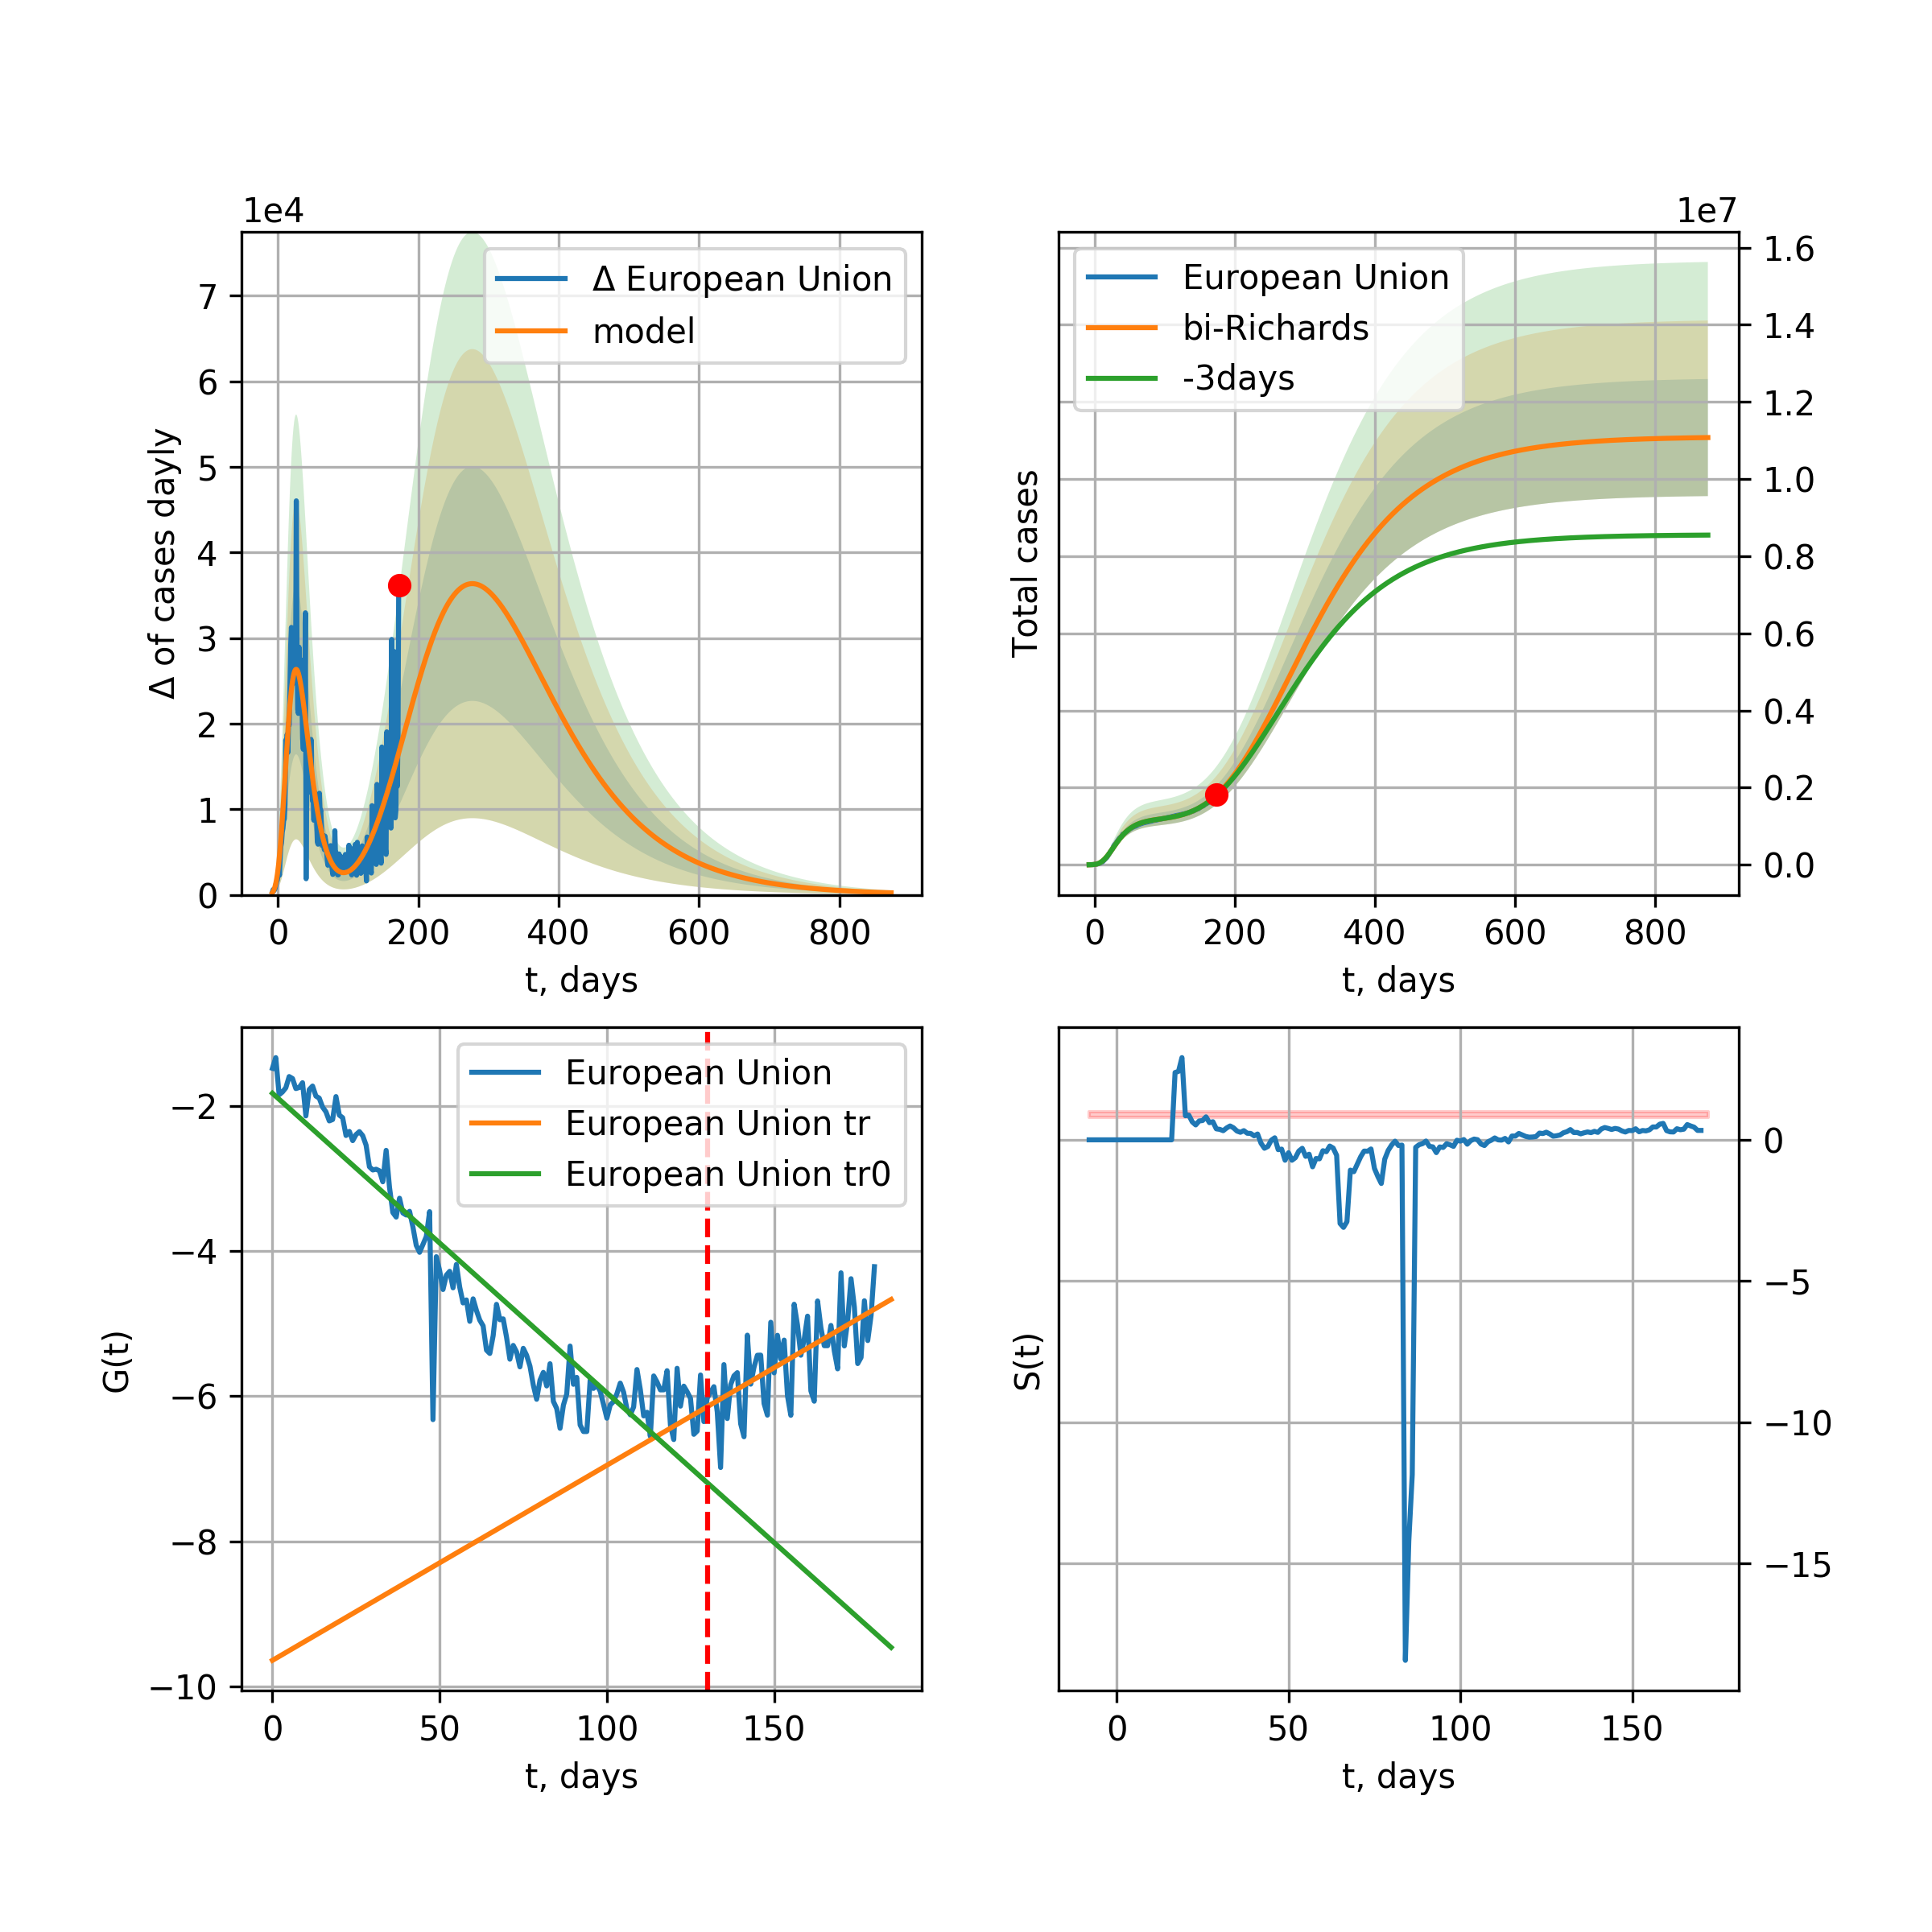 1e4
Δ European Union
model
7
6
5
4
3
2
1
0
Δ of cases dayly
0 200 400 600 800
t, days
1e7
European Union
bi-Richards
-3days
1.6
1.4
1.2
1.0
0.8
0.6
0.4
0.2
0.0
Total cases
0 200 400 600 800
t, days
European Union
European Union tr
European Union tr0
−2
−4
−6
−8
−10
G(t)
0 50 100 150
t, days
0
−5
−10
−15
S(t)
0 50 100 150
t, days